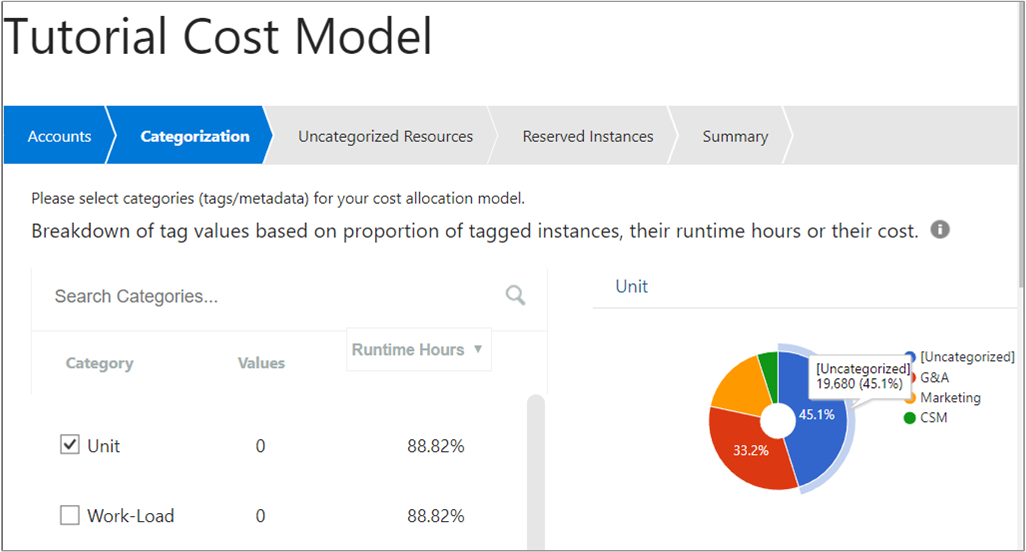 Tutorial Cost Model
Accounts
Categorization
Uncategorized Resources
Reserved Instances
Summary
Please select categories (tags/metadata) for your cost allocation model.
Breakdown of tag values based on proportion of tagged instances, their runtime hours or their cost.
Search Categories...
Category Values Runtime Hours ▼
Unit 0 88.82%
Work-Load 0 88.82%
Unit
[Uncategorized]
19,680 (45.1%)
45.1%
33.2%
[Uncategorized]
G&A
Marketing
CSM